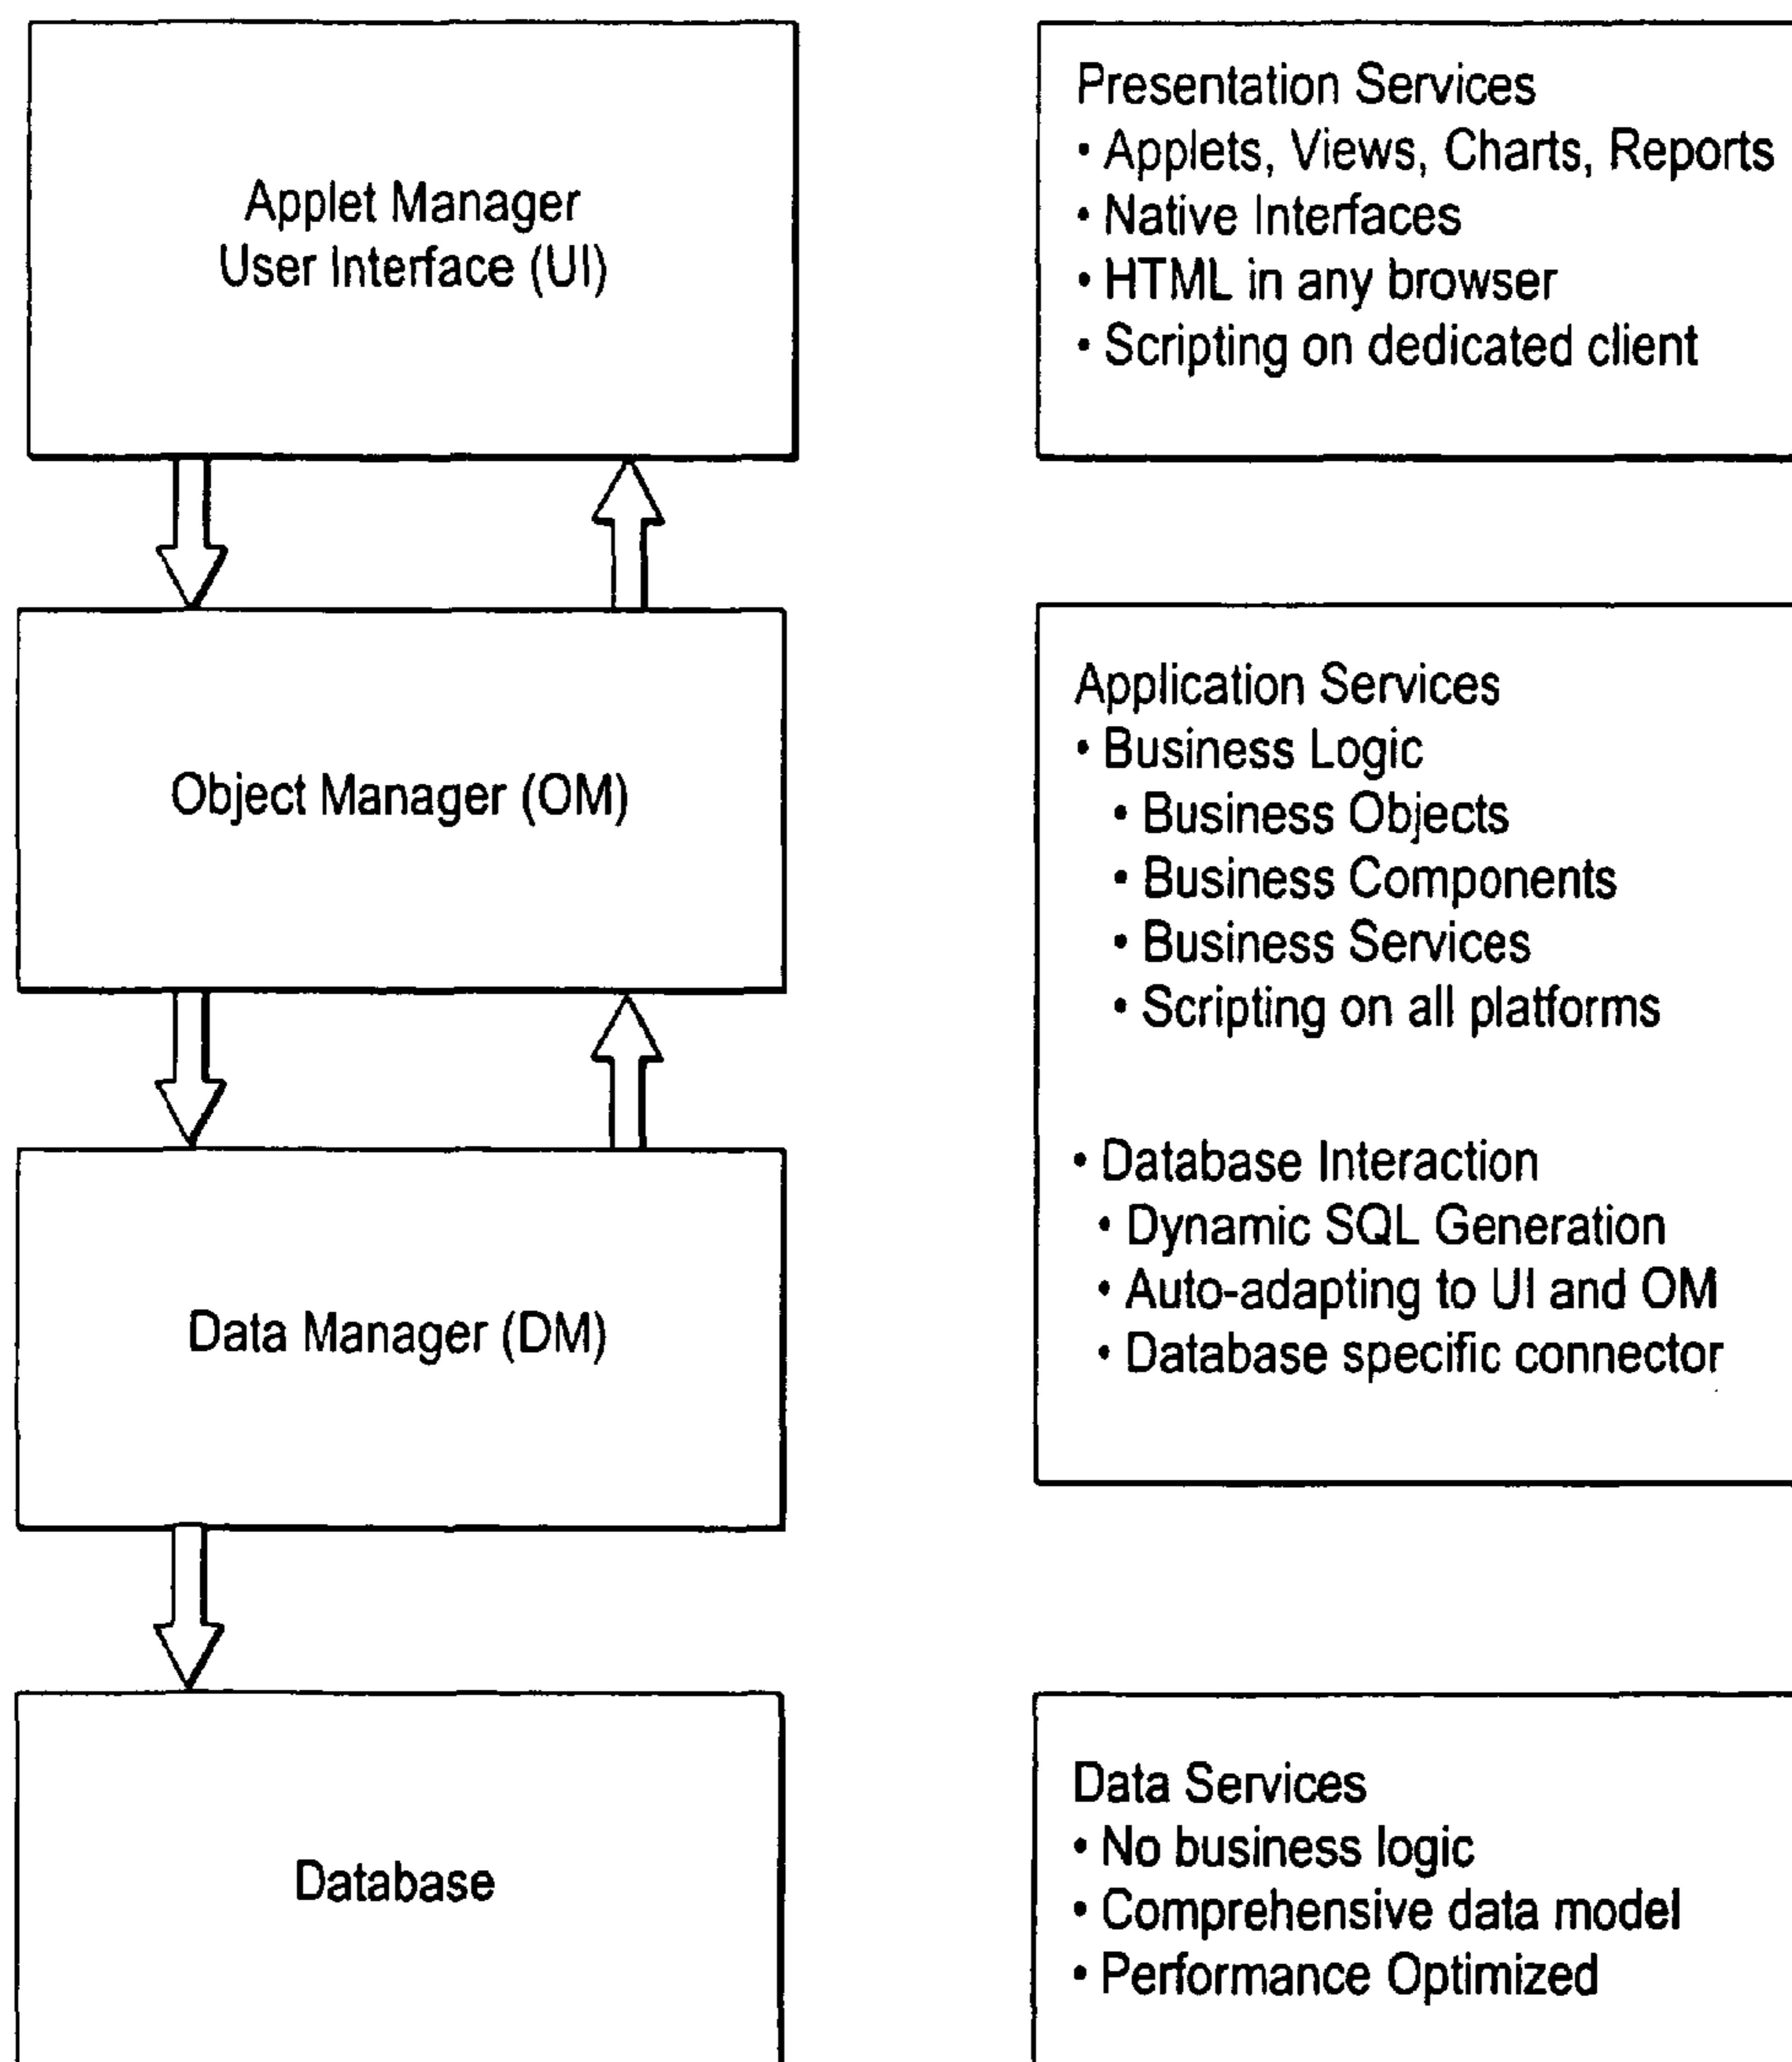 Applet Manager
User Interface (UI)
Presentation Services
• Applets, Views, Charts, Reports
• Native Interfaces
• HTML in any browser
• Scripting on dedicated client
Object Manager (OM)
Data Manager (DM)
Application Services
• Business Logic
• Business Objects
• Business Components
• Business Services
• Scripting on all platforms
• Database Interaction
• Dynamic SQL Generation
• Auto-adapting to UI and OM
• Database specific connector
Database
Data Services
• No business logic
• Comprehensive data model
• Performance Optimized